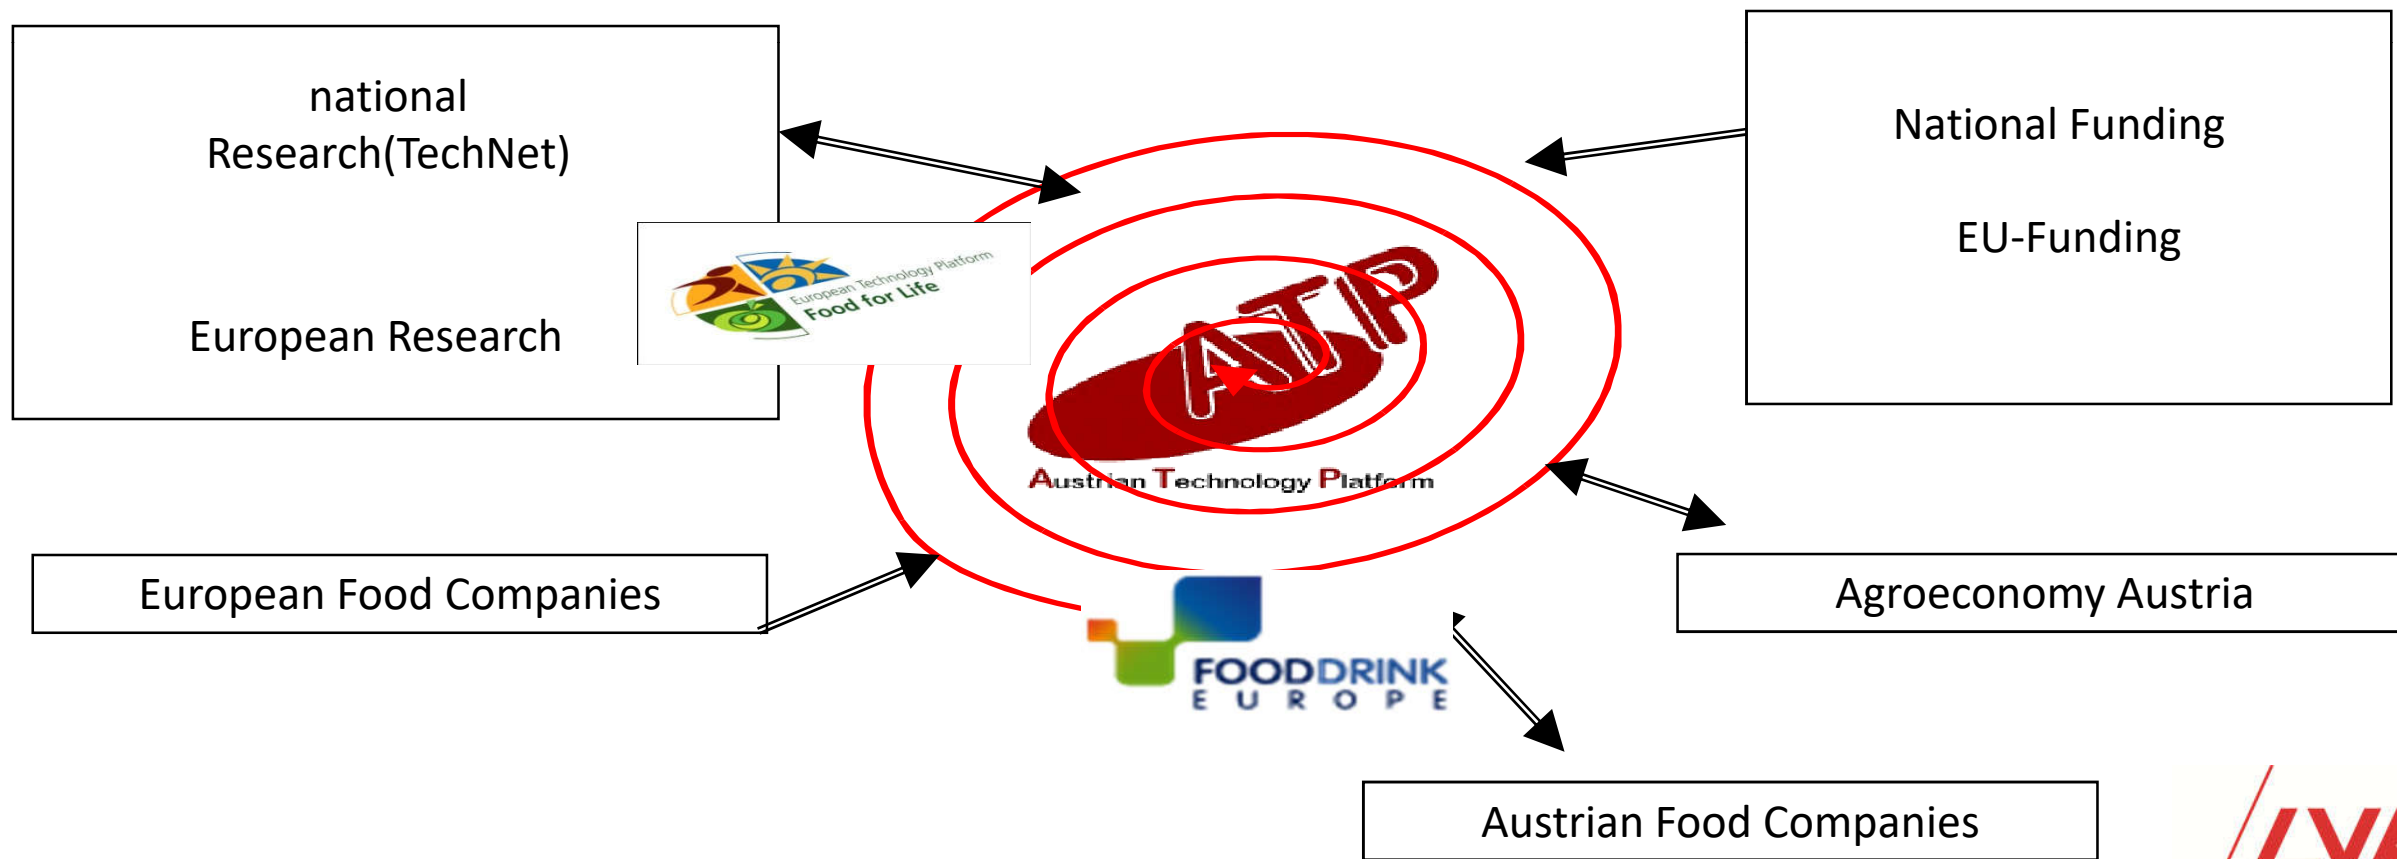 national
Research(TechNet)
European Research
European Technology Platform
Food for Life
National Funding
EU-Funding
ATP
Austrian Technology Platform
European Food Companies
Agroeconomy Austria
FOODDRINK
EUROPE
Austrian Food Companies